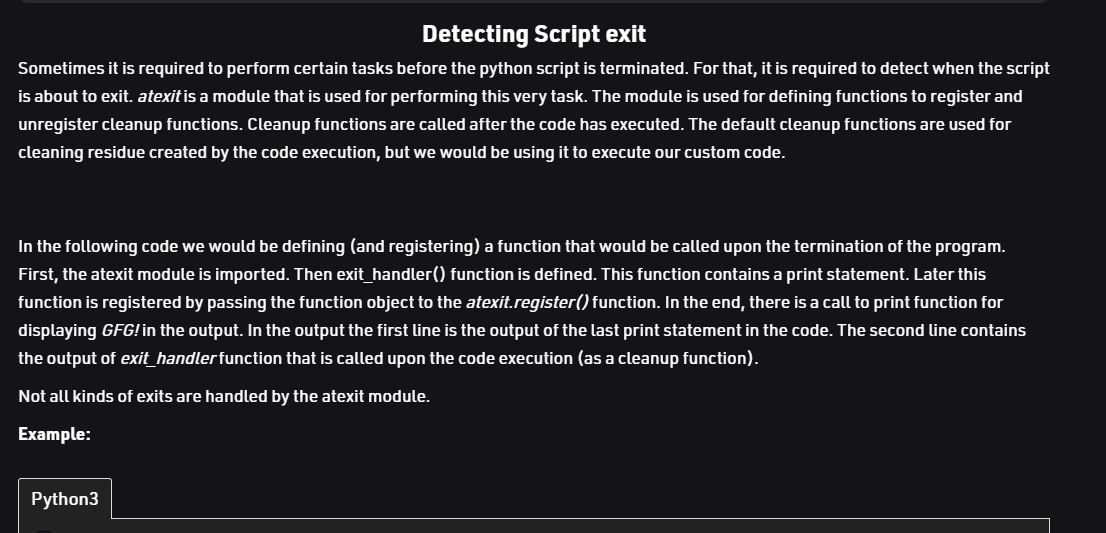 Detecting Script exit
Sometimes it is required to perform certain tasks before the python script is terminated. For that, it is required to detect when the script
is about to exit. atexit is a module that is used for performing this very task. The module is used for defining functions to register and
unregister cleanup functions. Cleanup functions are called after the code has executed. The default cleanup functions are used for
cleaning residue created by the code execution, but we would be using it to execute our custom code.
In the following code we would be defining (and registering) a function that would be called upon the termination of the program.
First, the atexit module is imported. Then exit_handler() function is defined. This function contains a print statement. Later this
function is registered by passing the function object to the atexit.register() function. In the end, there is a call to print function for
displaying GFG! in the output. In the output the first line is the output of the last print statement in the code. The second line contains
the output of exit_handler function that is called upon the code execution (as a cleanup function).
Not all kinds of exits are handled by the atexit module.
Example:
Python3